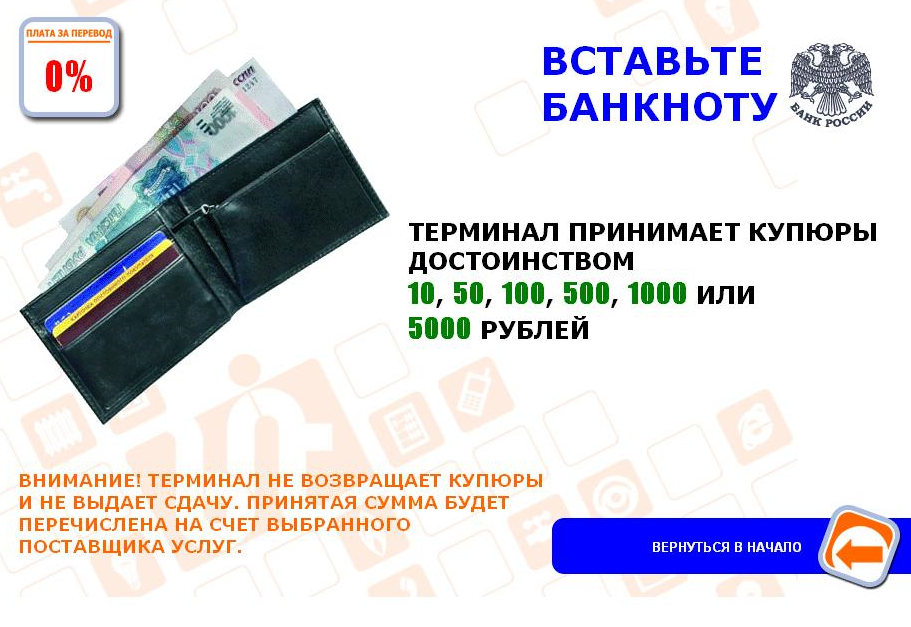 ПЛАТА ЗА ПЕРЕВОД
0%
ВСТАВЬТЕ
БАНКНОТУ
БАНК РОССИИ
ТЕРМИНАЛ ПРИНИМАЕТ КУПЮРЫ
ДОСТОИНСТВОМ
10, 50, 100, 500, 1000 ИЛИ
5000 РУБЛЕЙ
ВНИМАНИЕ! ТЕРМИНАЛ НЕ ВОЗВРАЩАЕТ КУПЮРЫ
И НЕ ВЫДАЕТ СДАЧУ. ПРИНЯТАЯ СУММА БУДЕТ
ПЕРЕЧИСЛЕНА НА СЧЕТ ВЫБРАННОГО
ПОСТАВЩИКА УСЛУГ.
ВЕРНУТЬСЯ В НАЧАЛО